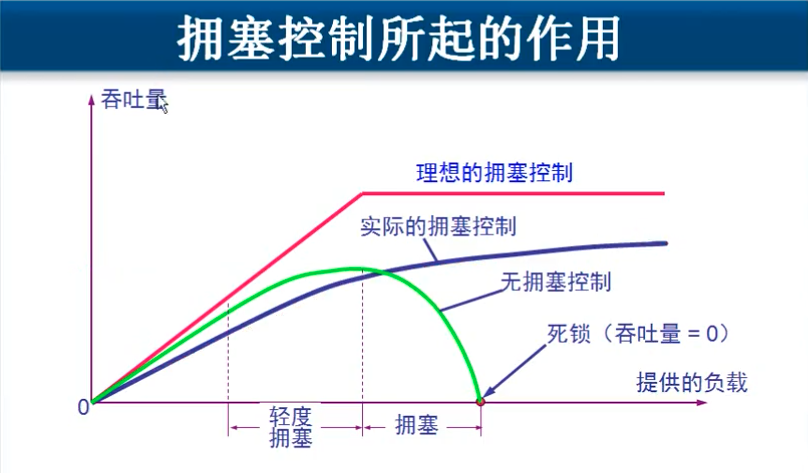 拥塞控制所起的作用
吞吐量
理想的拥塞控制
实际的拥塞控制
无拥塞控制
死锁（吞吐量 = 0）
提供的负载
0
轻度
拥塞
拥塞